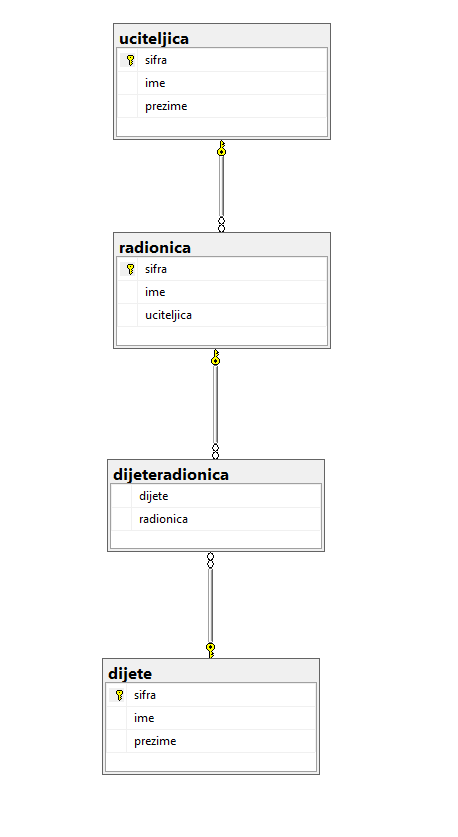 uciteljica
sifra
ime
prezime
radionica
sifra
ime
uciteljica
dijeteradionica
dijete
radionica
dijete
sifra
ime
prezime